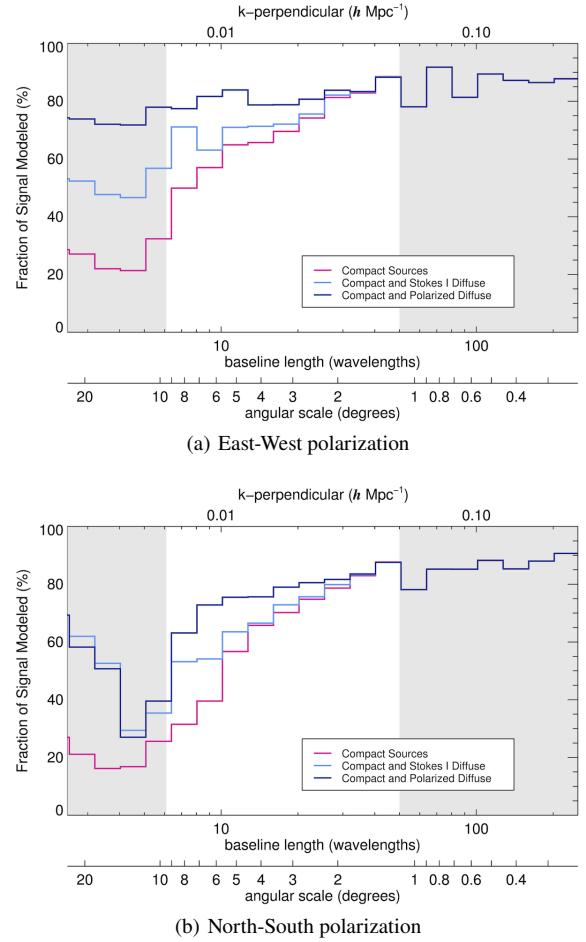 k−perpendicular (h Mpc−1)
0.01 0.10
100
80
60
40
20
0
Fraction of Signal Modeled (%)
Compact Sources
Compact and Stokes I Diffuse
Compact and Polarized Diffuse
10 100
baseline length (wavelengths)
20 10 8 6 5 4 3 2 1 0.8 0.6 0.4
angular scale (degrees)
(a) East-West polarization
k−perpendicular (h Mpc−1)
0.01 0.10
100
80
60
40
20
0
Fraction of Signal Modeled (%)
Compact Sources
Compact and Stokes I Diffuse
Compact and Polarized Diffuse
10 100
baseline length (wavelengths)
20 10 8 6 5 4 3 2 1 0.8 0.6 0.4
angular scale (degrees)
(b) North-South polarization